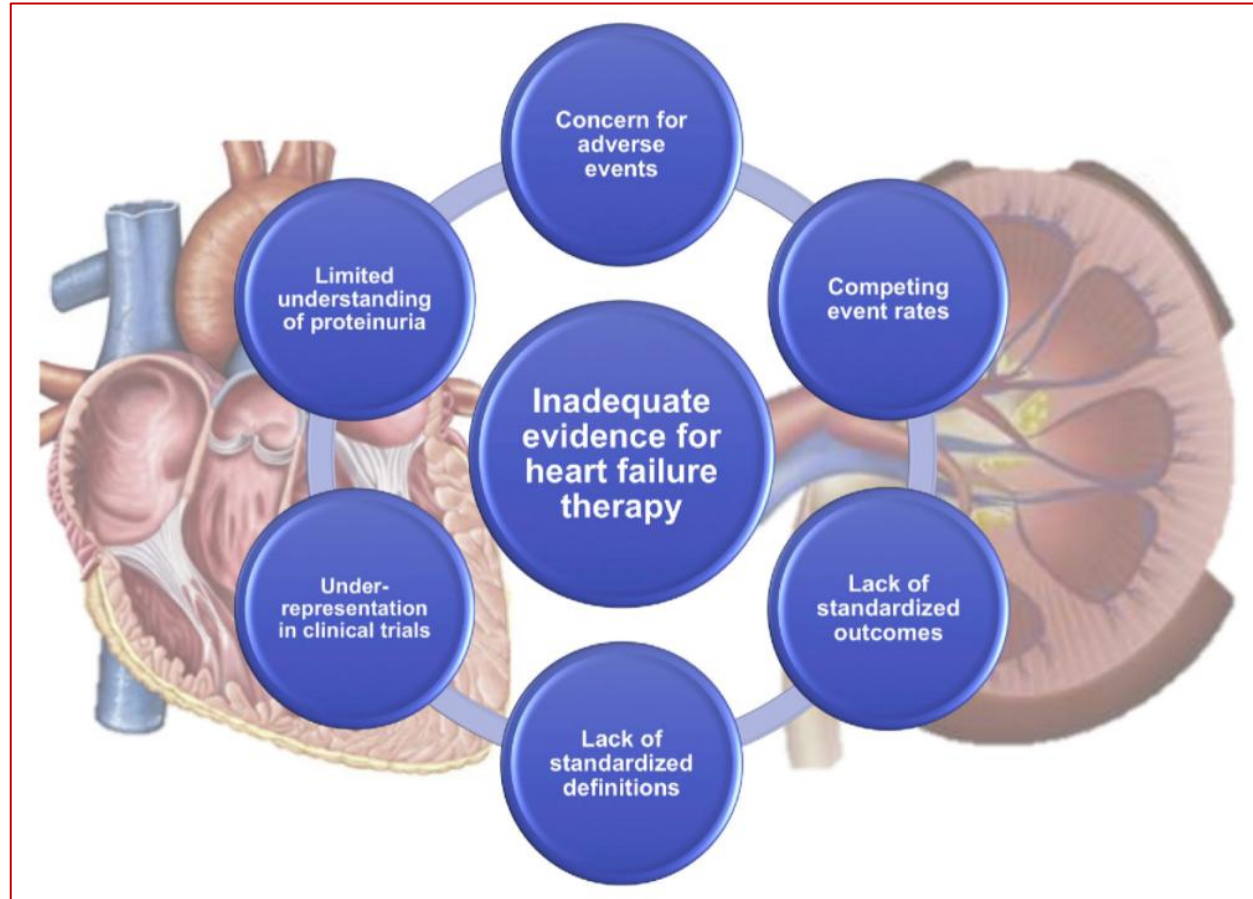 Concern for
adverse
events
Limited
understanding
of proteinuria
Competing
event rates
Inadequate
evidence for
heart failure
therapy
Under-
representation
in clinical trials
Lack of
standardized
outcomes
Lack of
standardized
definitions